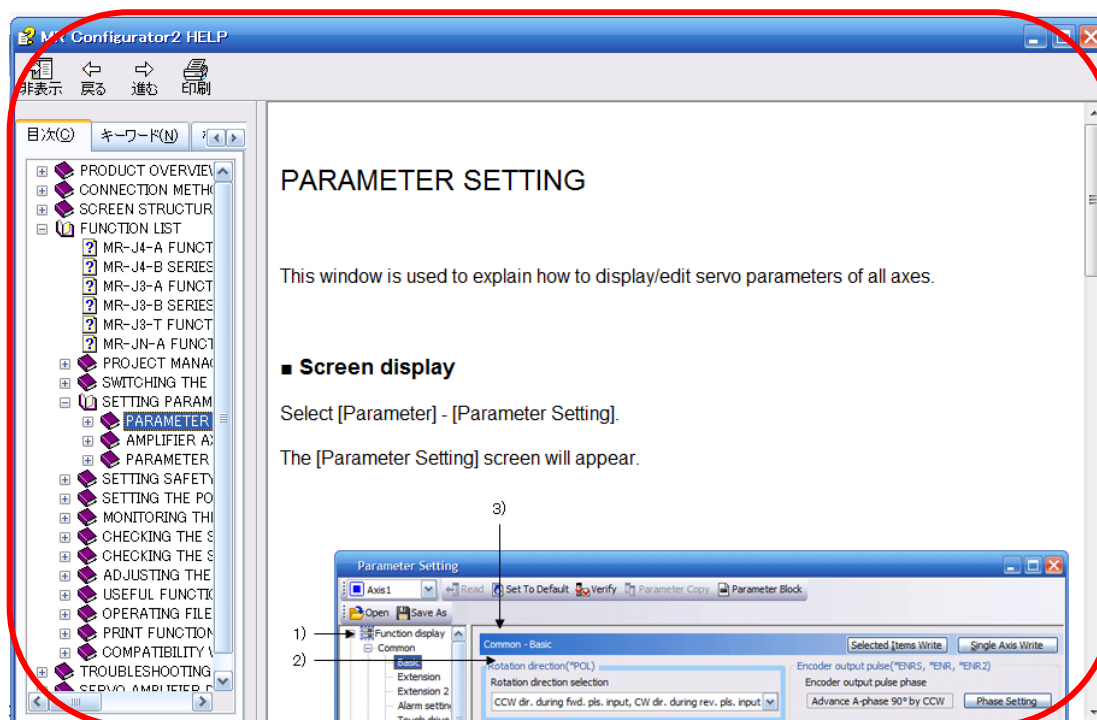 MR Configurator2 HELP
非表示 戻る 進む 印刷
目次(C) キーワード(N)
PRODUCT OVERVIEW
CONNECTION METHO
SCREEN STRUCTUR
FUNCTION LIST
MR-J4-A FUNCT
MR-J4-B SERIES
MR-J3-A FUNCT
MR-J3-B SERIES
MR-J3-T FUNCT
MR-JN-A FUNCT
PROJECT MANA
SWITCHING THE
SETTING PARAM
PARAMETER
AMPLIFIER A
PARAMETER
SETTING SAFETY
SETTING THE PO
MONITORING THI
CHECKING THE S
CHECKING THE S
ADJUSTING THE
USEFUL FUNCTIO
OPERATING FILE
PRINT FUNCTION
COMPATIBILITY
TROUBLESHOOTING
SERVO AMPLIFIER
PARAMETER SETTING
This window is used to explain how to display/edit servo parameters of all axes.
■ Screen display
Select [Parameter] - [Parameter Setting].
The [Parameter Setting] screen will appear.
3)
Parameter Setting
Axis1 Read Set To Default Verify Parameter Copy Parameter Block
Open Save As
1)
2)
Function display
Common
Basic
Extension
Extension 2
Alarm settin
Touch drive
Common - Basic Selected Items Write Single Axis Write
Rotation direction(*POL) Encoder output pulse(*ENRS, *ENR, *ENR2)
Rotation direction selection Encoder output pulse phase
CCW dir. during fwd. pls. input, CW dir. during rev. pls. input Advance A-phase 90° by CCW Phase Setting